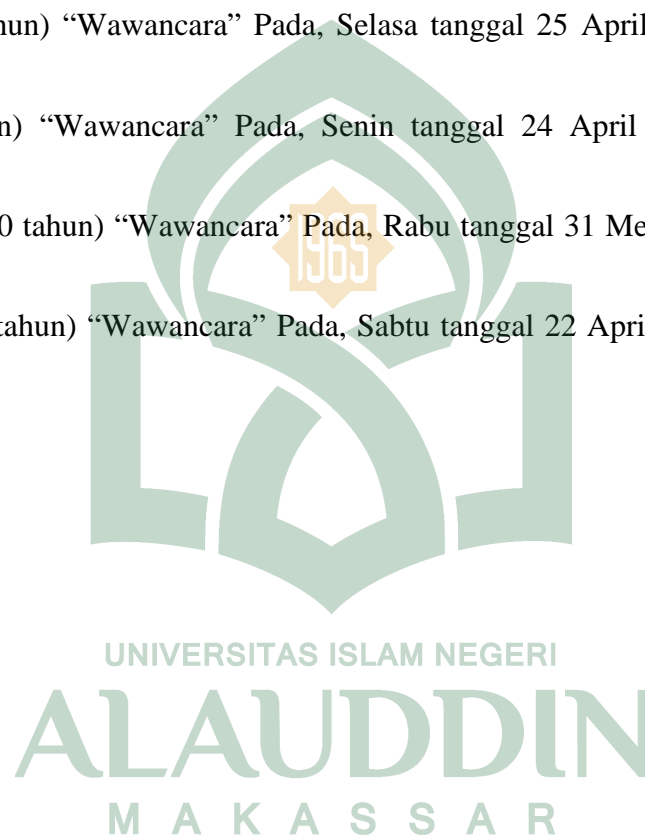 hun) “Wawancara” Pada, Selasa tanggal 25 April
n) “Wawancara” Pada, Senin tanggal 24 April
0 tahun) “Wawancara” Pada, Rabu tanggal 31 Me
1965
tahun) “Wawancara” Pada, Sabtu tanggal 22 Apri
UNIVERSITAS ISLAM NEGERI
ALAUDDIN
MAKASSAR